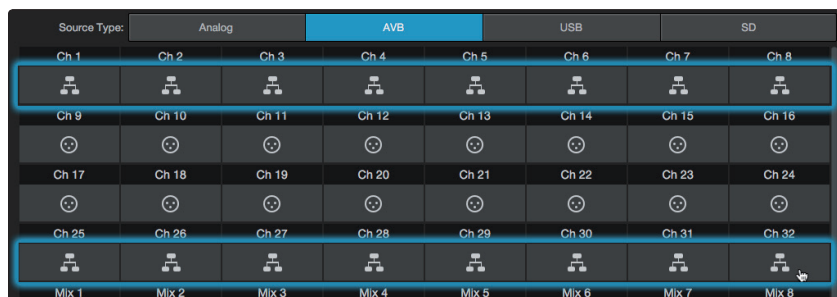 Source Type: Analog AVB USB SD
Ch 1 Ch 2 Ch 3 Ch 4 Ch 5 Ch 6 Ch 7 Ch 8
Ch 9 Ch 10 Ch 11 Ch 12 Ch 13 Ch 14 Ch 15 Ch 16
Ch 17 Ch 18 Ch 19 Ch 20 Ch 21 Ch 22 Ch 23 Ch 24
Ch 25 Ch 26 Ch 27 Ch 28 Ch 29 Ch 30 Ch 31 Ch 32
Mix 1 Mix 2 Mix 3 Mix 4 Mix 5 Mix 6 Mix 7 Mix 8